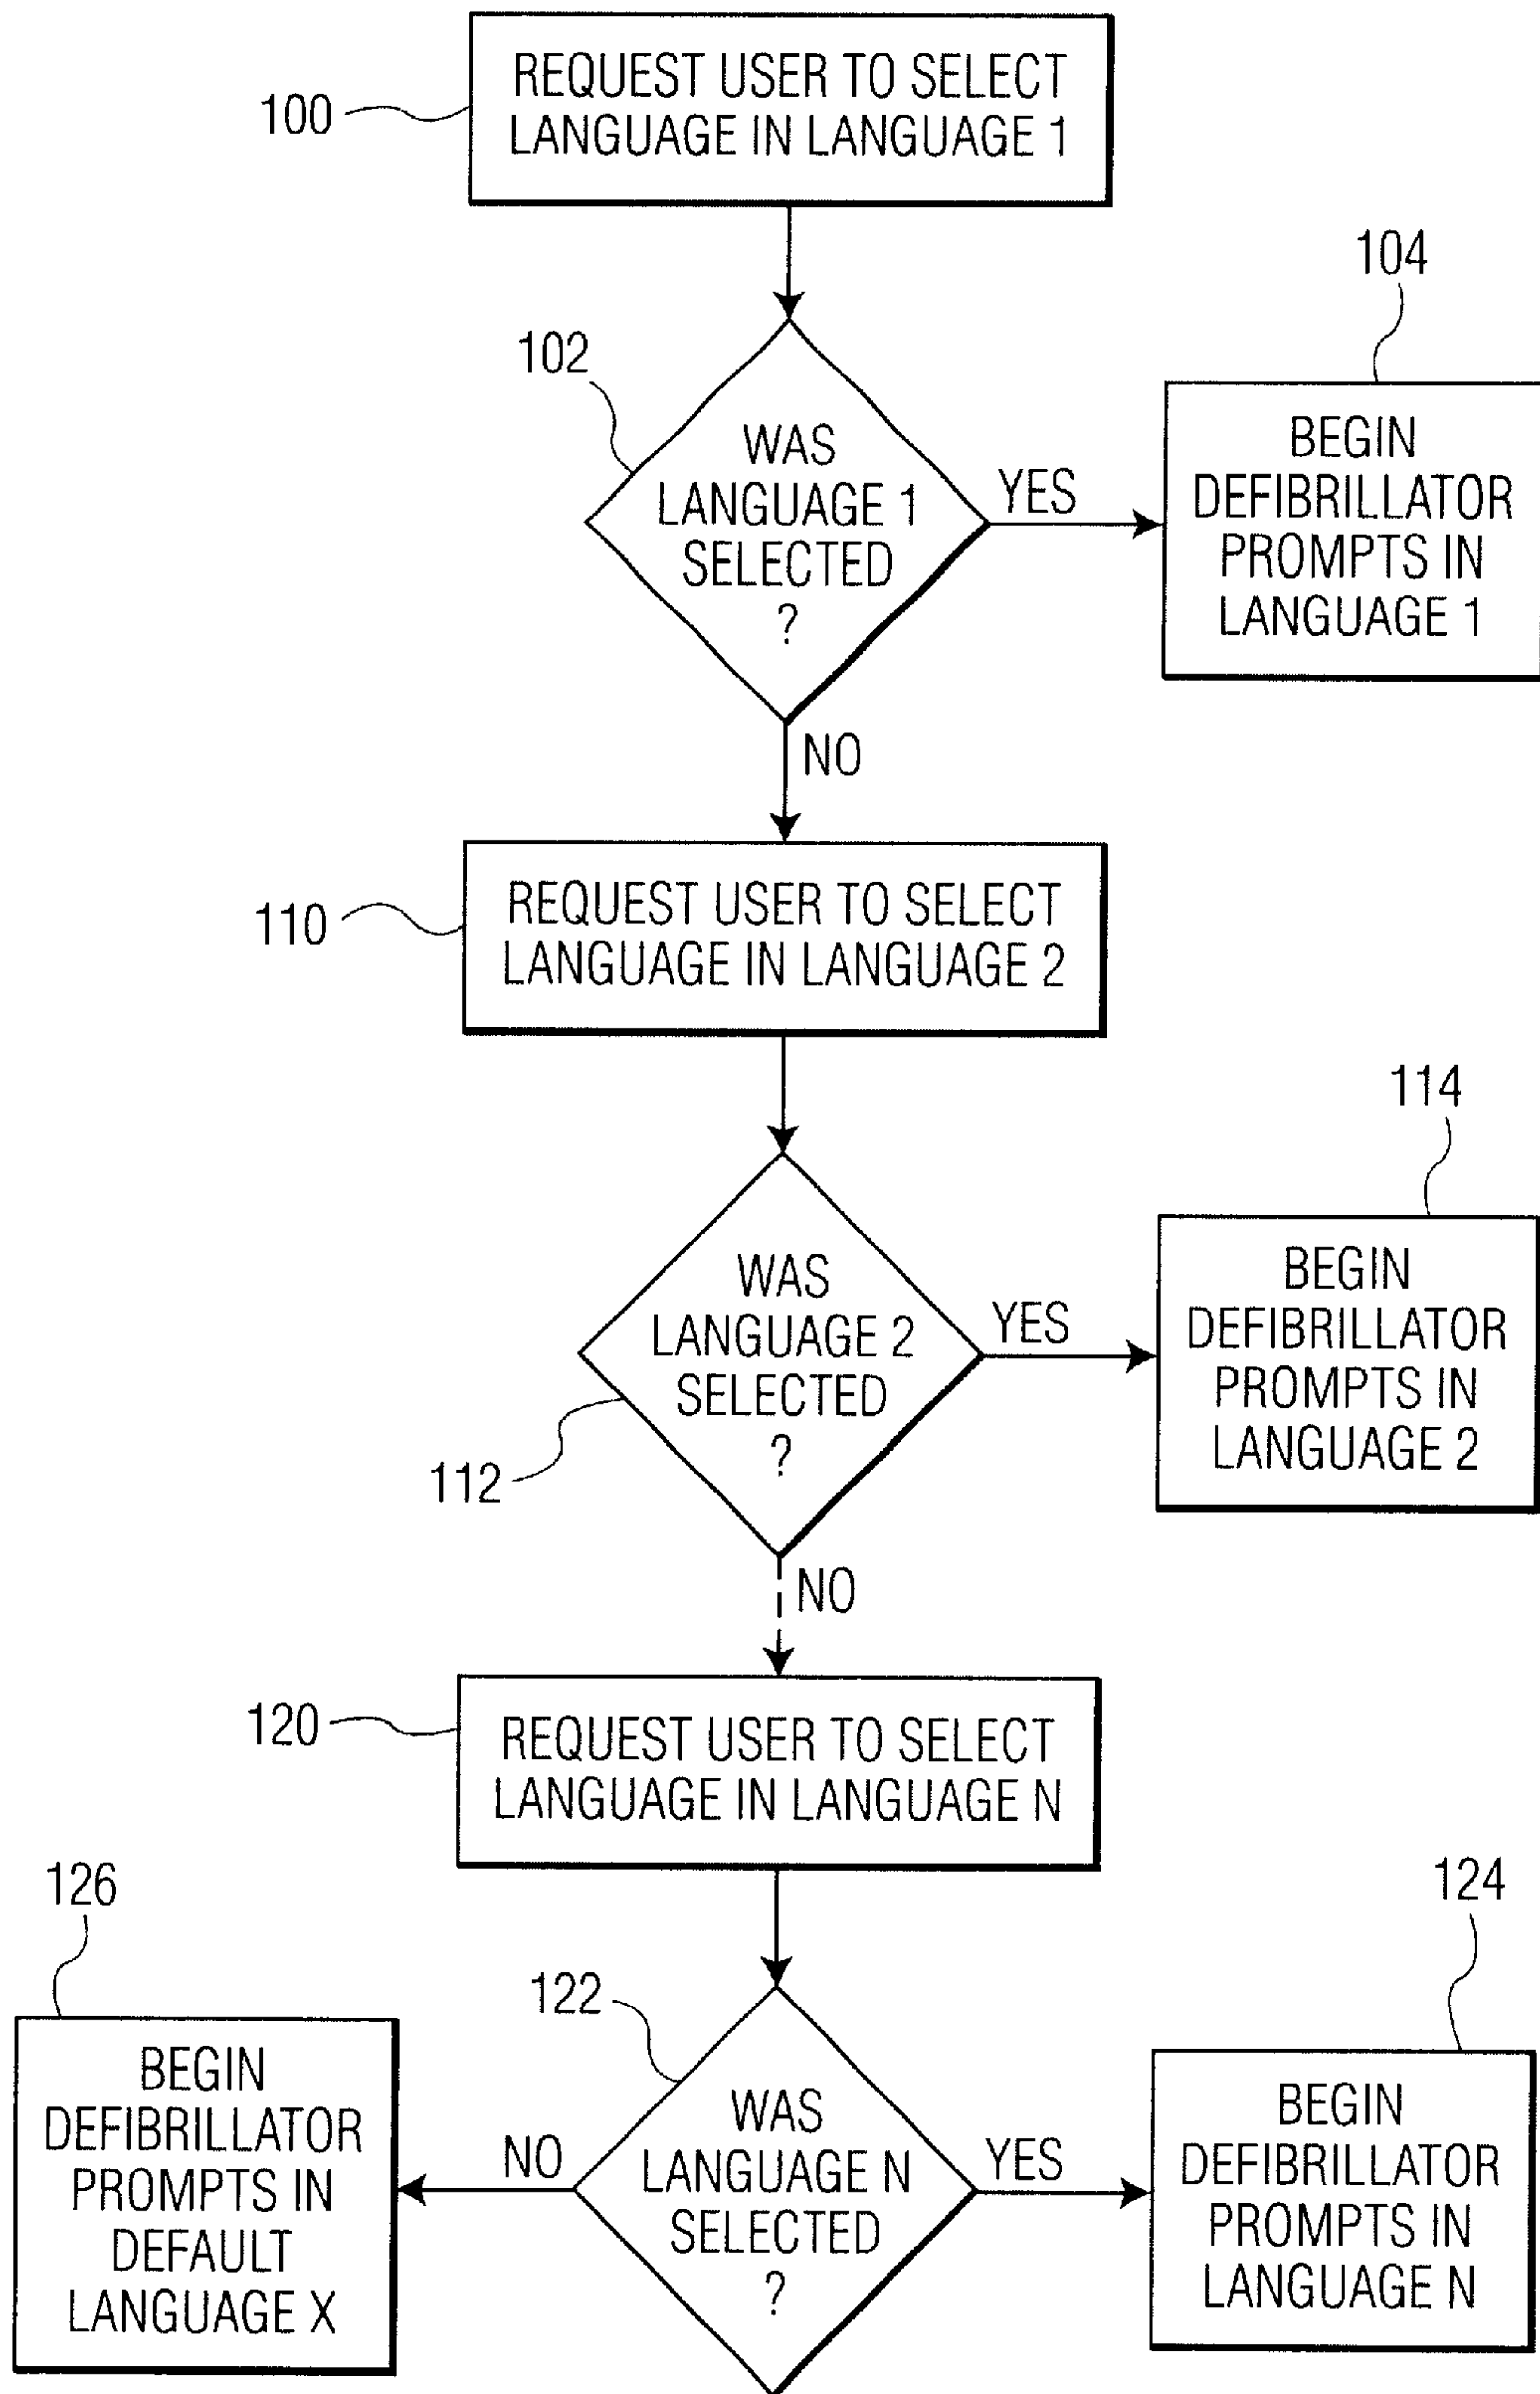 REQUEST USER TO SELECT
LANGUAGE IN LANGUAGE 1
100
104
102
WAS
LANGUAGE 1
SELECTED
?
YES
BEGIN
DEFIBRILLATOR
PROMPTS IN
LANGUAGE 1
NO
REQUEST USER TO SELECT
LANGUAGE IN LANGUAGE 2
110
114
WAS
LANGUAGE 2
SELECTED
?
YES
BEGIN
DEFIBRILLATOR
PROMPTS IN
LANGUAGE 2
112
NO
120
REQUEST USER TO SELECT
LANGUAGE IN LANGUAGE N
126
124
122
BEGIN
DEFIBRILLATOR
PROMPTS IN
DEFAULT
LANGUAGE X
NO
WAS
LANGUAGE N
SELECTED
?
YES
BEGIN
DEFIBRILLATOR
PROMPTS IN
LANGUAGE N